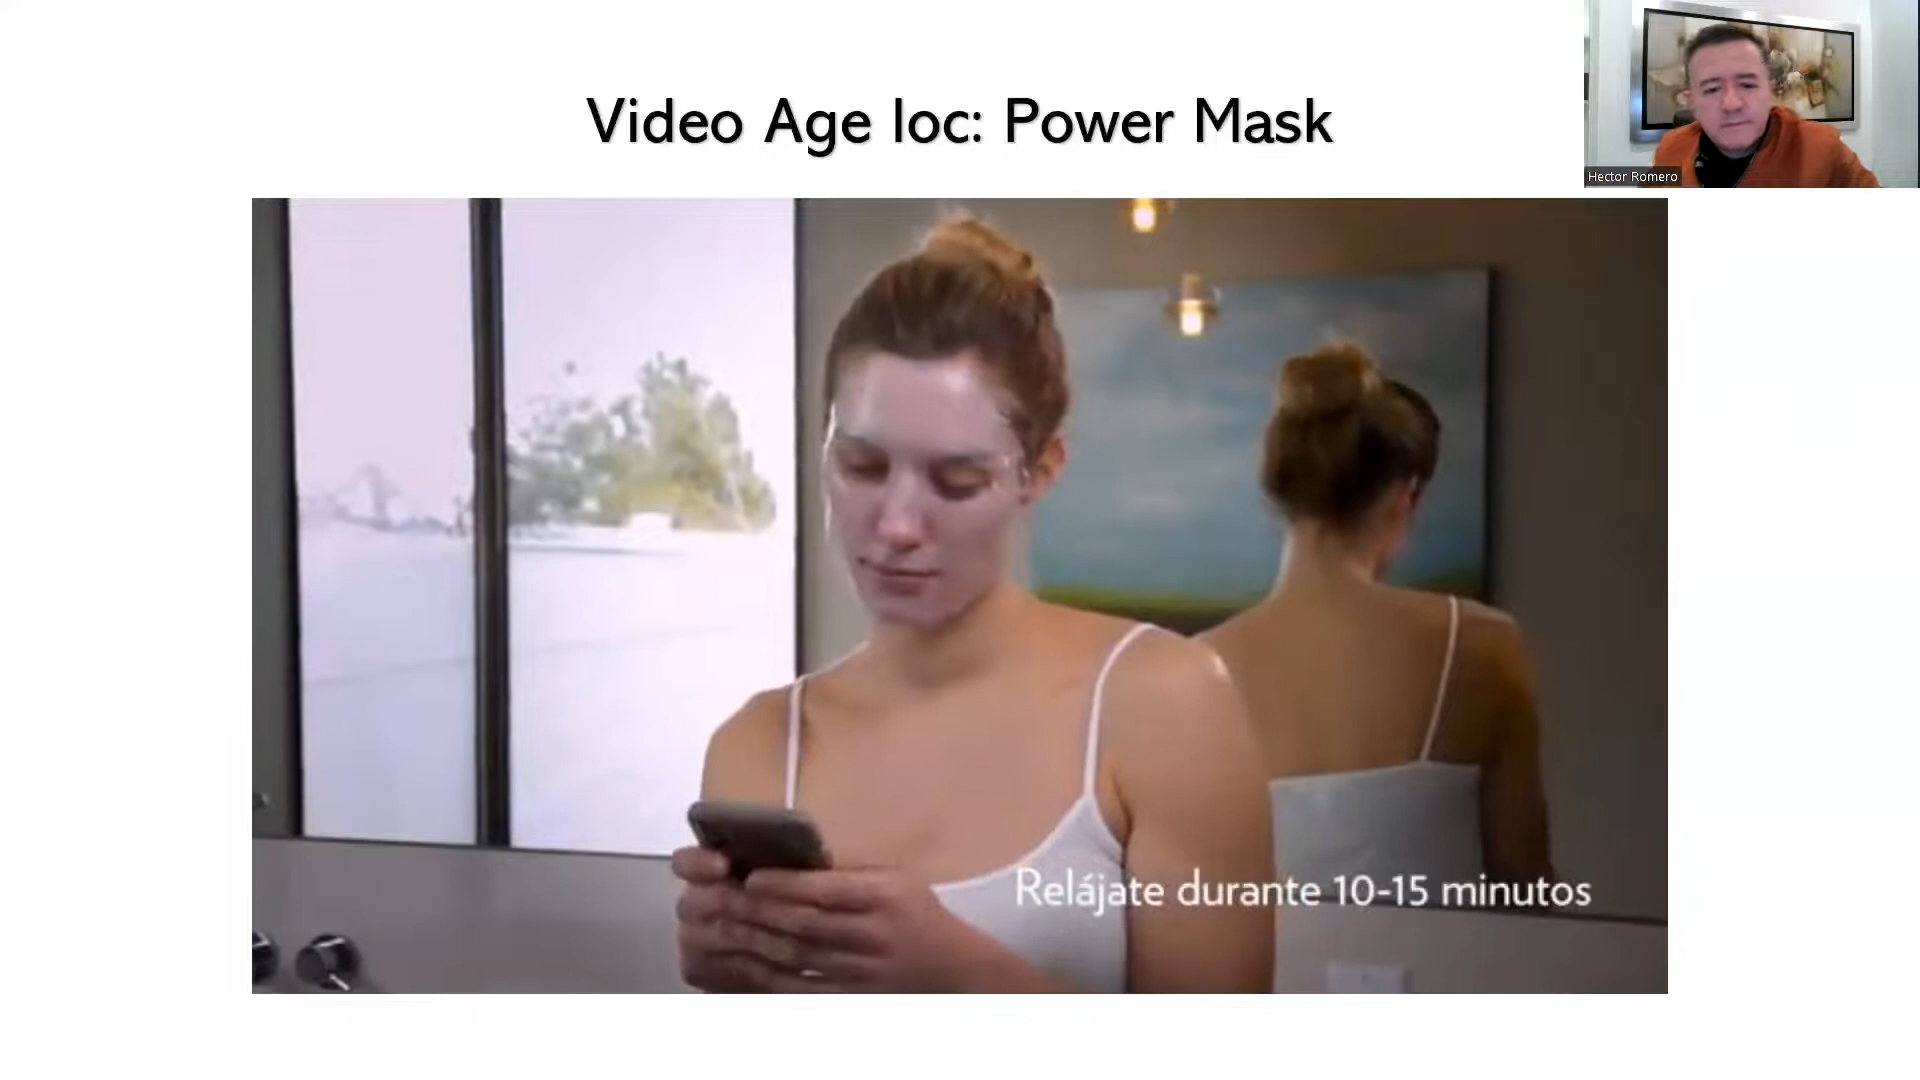 Video Age loc: Power Mask
Hector Romero
Relájate durante 10-15 minutos